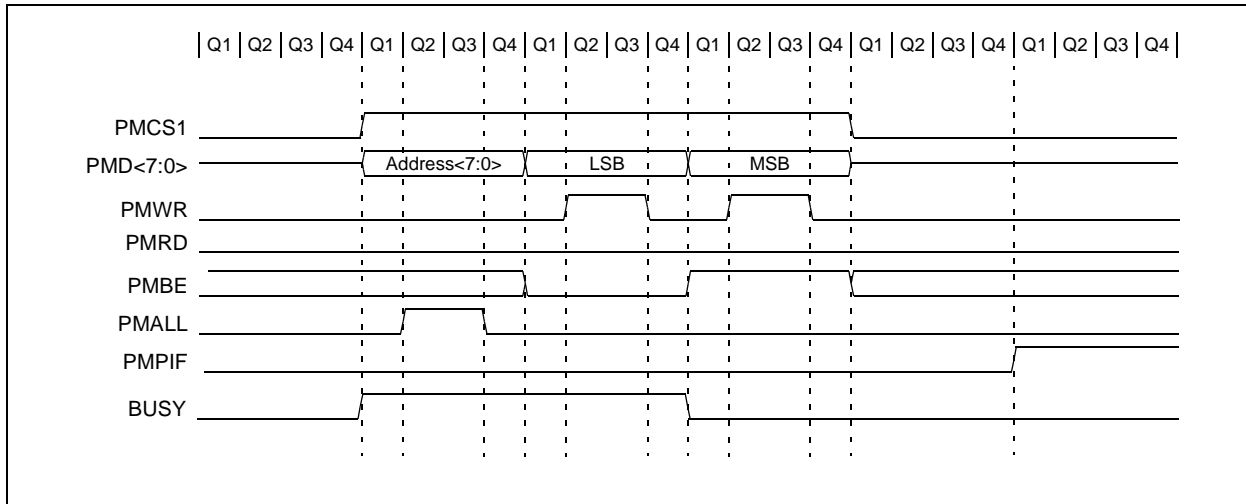 Q1 Q2 Q3 Q4 Q1 Q2 Q3 Q4 Q1 Q2 Q3 Q4 Q1 Q2 Q3 Q4 Q1 Q2 Q3 Q4 Q1 Q2 Q3 Q4
PMCS1
PMD<7:0> Address<7:0> LSB MSB
PMWR
PMRD
PMBE
PMALL
PMPIF
BUSY